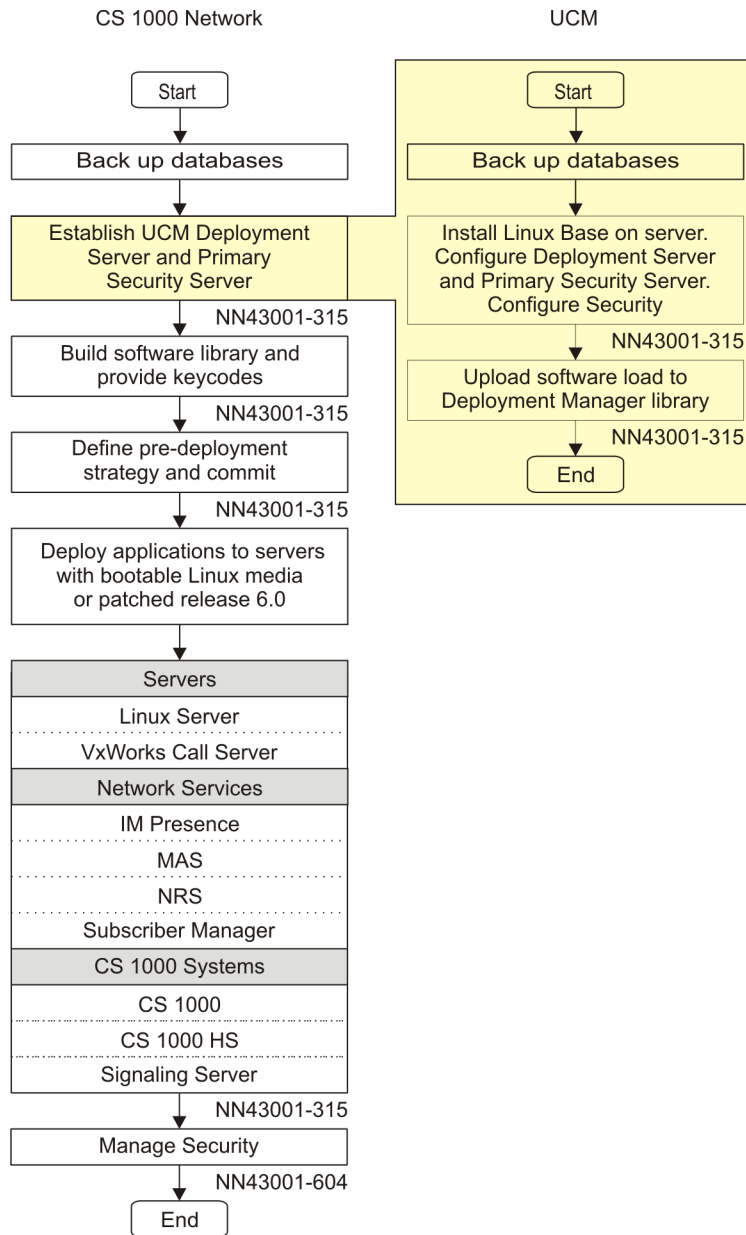 CS 1000 Network
Start
Back up databases
Establish UCM Deployment
Server and Primary
Security Server
NN43001-315
Build software library and
provide keycodes
NN43001-315
Define pre-deployment
strategy and commit
NN43001-315
Deploy applications to servers
with bootable Linux media
or patched release 6.0
Servers
Linux Server
VxWorks Call Server
Network Services
IM Presence
MAS
NRS
Subscriber Manager
CS 1000 Systems
CS 1000
CS 1000 HS
Signaling Server
NN43001-315
Manage Security
NN43001-604
End
UCM
Start
Back up databases
Install Linux Base on server.
Configure Deployment Server
and Primary Security Server.
Configure Security
NN43001-315
Upload software load to
Deployment Manager library
NN43001-315
End